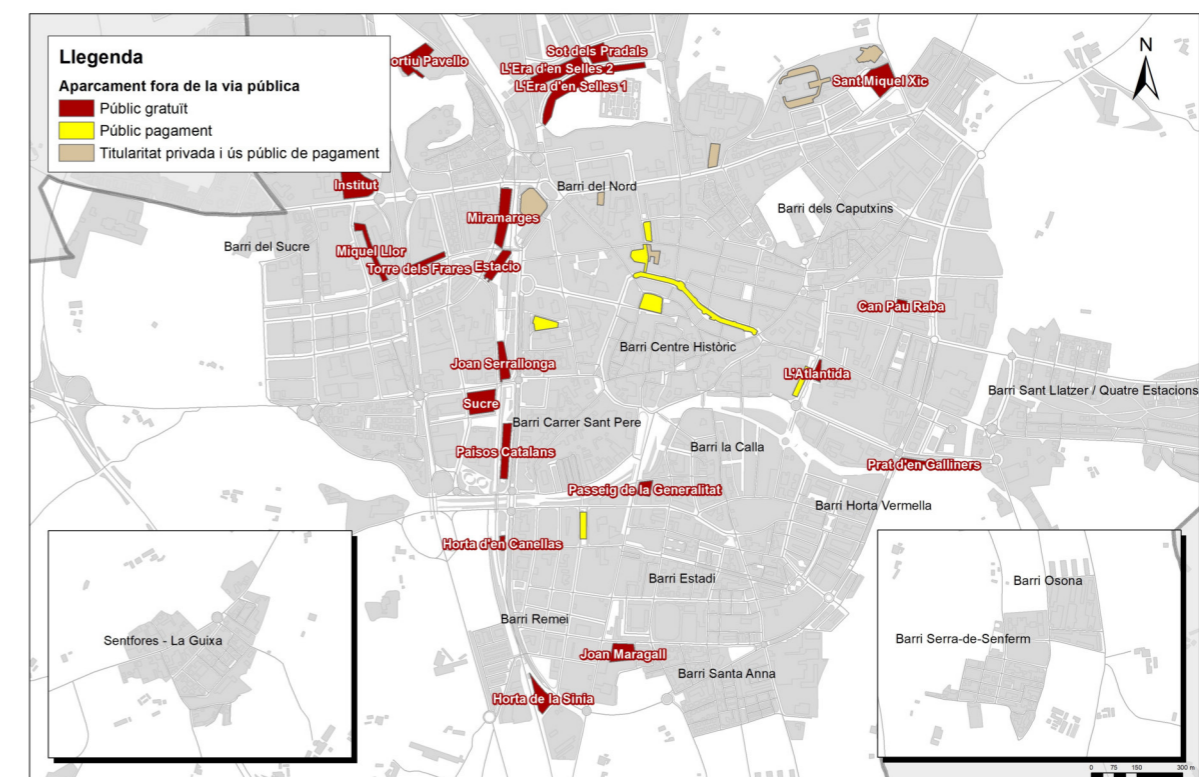 Llegenda
Aparcament fora de la via pública
Públic gratuït
Públic pagament
Titularitat privada i ús públic de pagament
N
ortiu Pavello
Sot dels Pradals
L'Era d'en Selles 2
L'Era d'en Selles 1
Sant Miquel Xic
Institut
Barri del Nord
Miramarges
Barri dels Caputxins
Barri del Sucre
Miquel Llor
Torre dels Frares
Estacio
Can Pau Raba
Barri Centre Històric
Joan Serrallonga
L'Atlantida
Barri Sant Llatzer / Quatre Estacions
Sucre
Barri Carrer Sant Pere
Barri la Calla
Països Catalans
Prat d'en Galliners
Passeig de la Generalitat
Barri Horta Vermella
Horta d'en Canellas
Barri Estadi
Barri Osona
Barri Remei
Sentfores - La Guixa
Barri Serra-de-Senferm
Joan Maragall
Barri Santa Anna
Horta de la Sinia
0 75 150 300 m